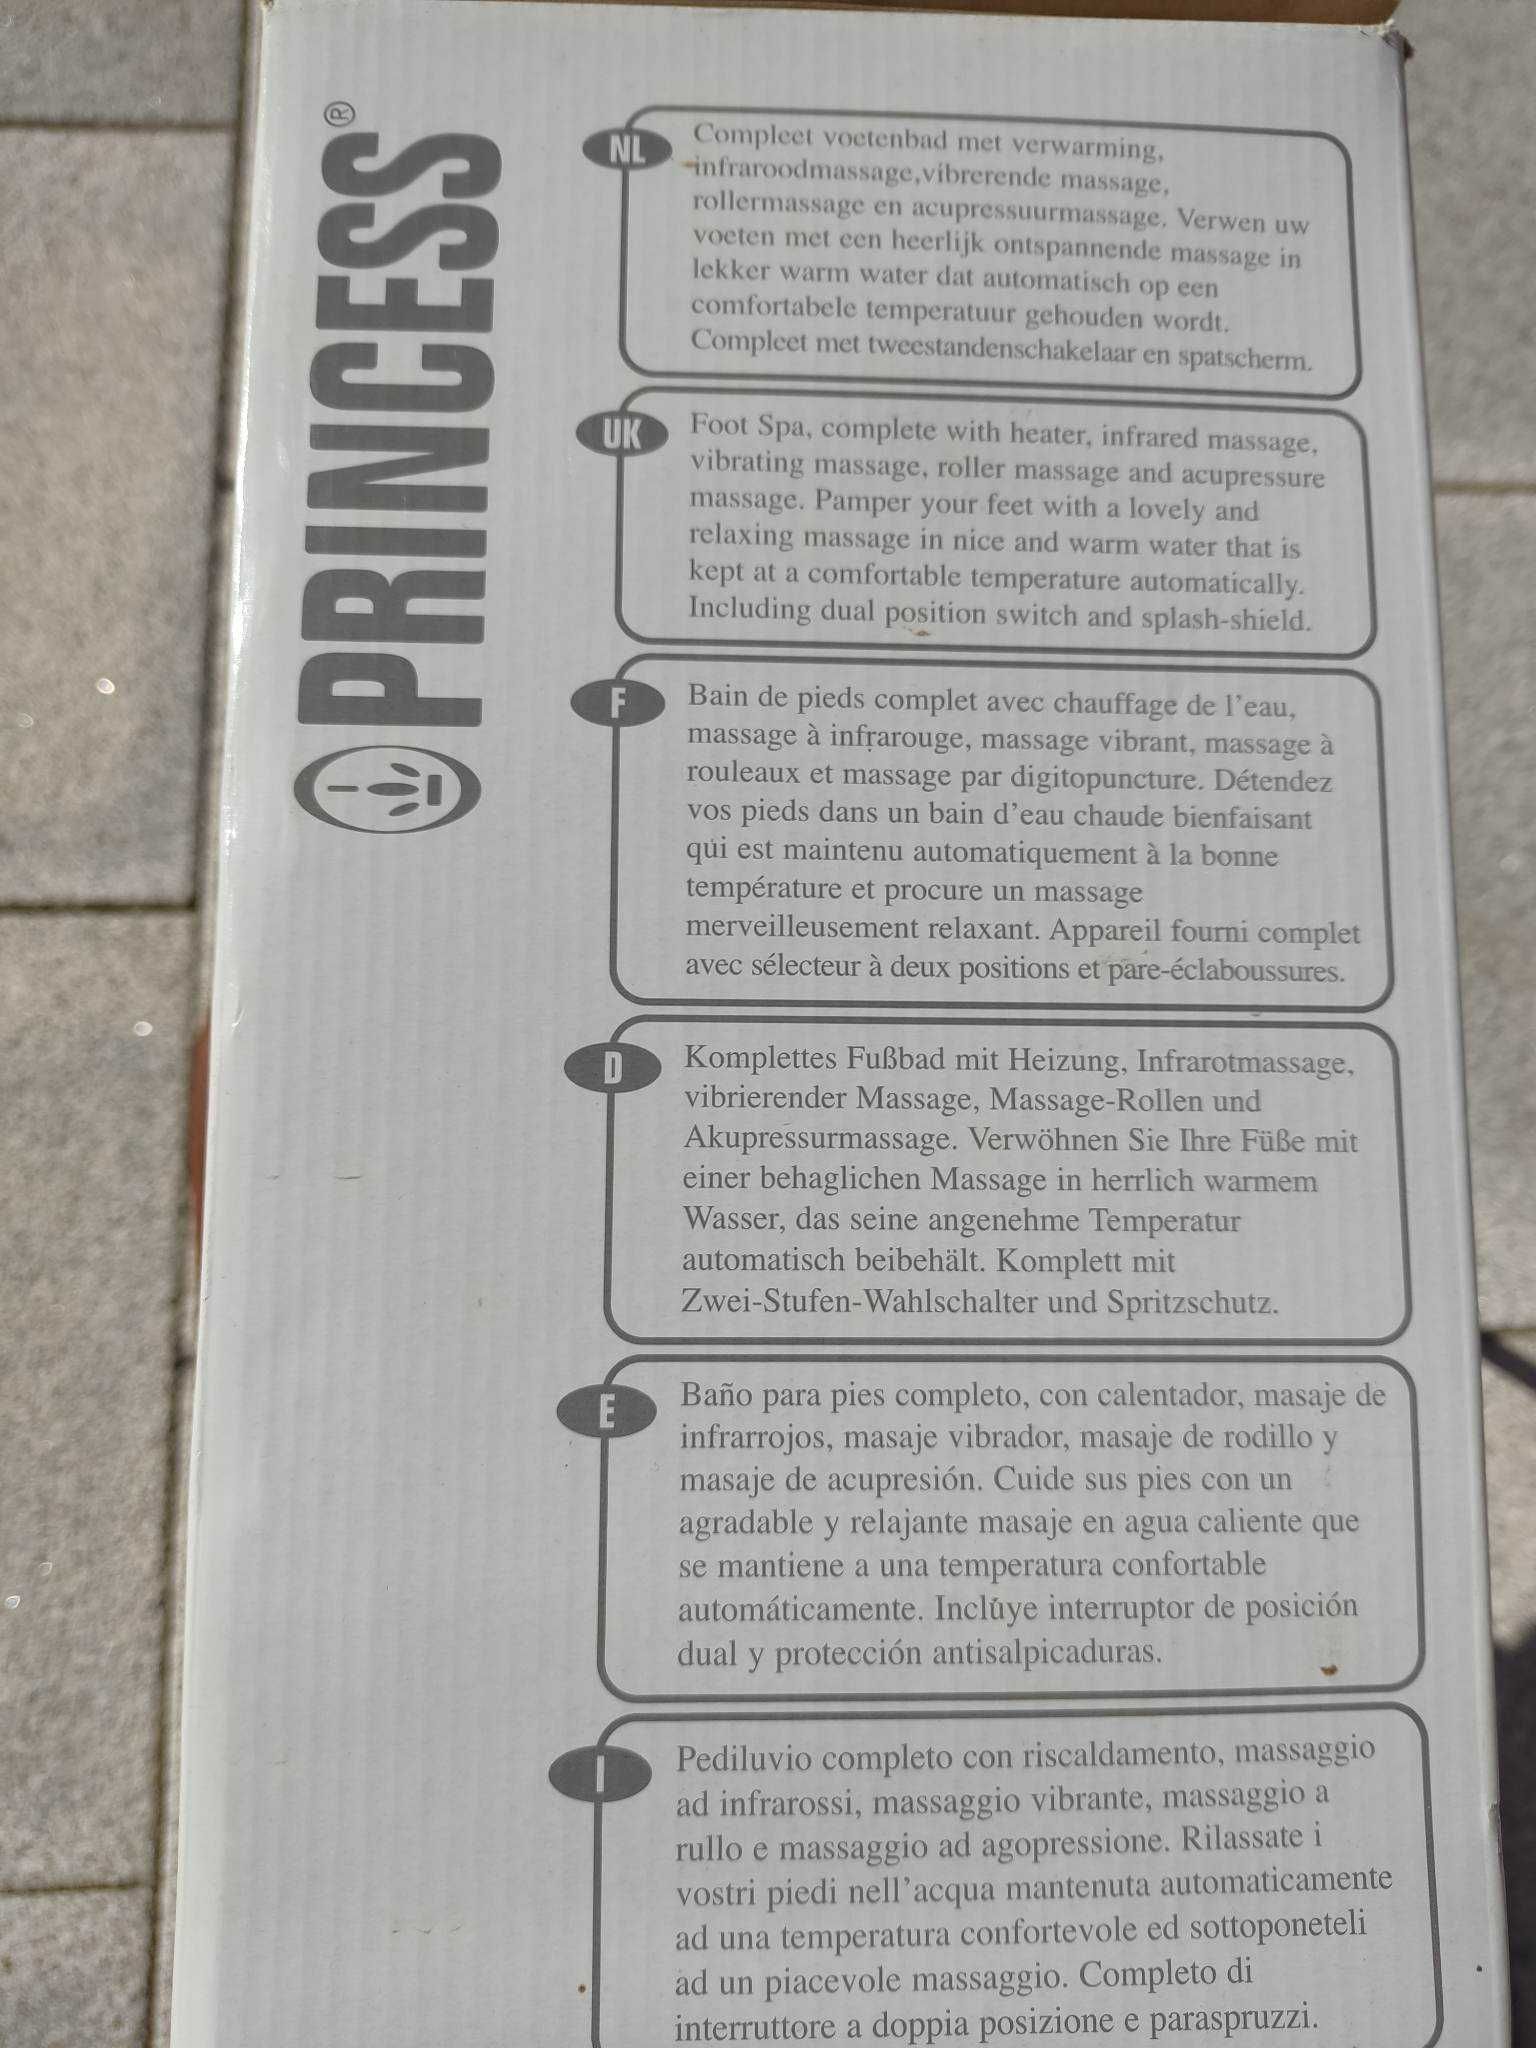 PRINCESS®
NL
Compleet voetenbad met verwarming,
infraroodmassage,vibrerende massage,
rollermassage en acupressuurmassage. Verwen uw
voeten met een heerlijk ontspannende massage in
lekker warm water dat automatisch op een
comfortabele temperatuur gehouden wordt.
Compleet met tweestandenschakelaar en spatscherm.
UK
Foot Spa, complete with heater, infrared massage,
vibrating massage, roller massage and acupressure
massage. Pamper your feet with a lovely and
relaxing massage in nice and warm water that is
kept at a comfortable temperature automatically.
Including dual position switch and splash-shield.
F
Bain de pieds complet avec chauffage de l'eau,
massage à infrarouge, massage vibrant, massage à
rouleaux et massage par digitopuncture. Détendez
vos pieds dans un bain d'eau chaude bienfaisant
qui est maintenu automatiquement à la bonne
température et procure un massage
merveilleusement relaxant. Appareil fourni complet
avec sélecteur à deux positions et pare-éclaboussures.
D
Komplettes Fußbad mit Heizung, Infrarotmassage,
vibrierender Massage, Massage-Rollen und
Akupressurmassage. Verwöhnen Sie Ihre Füße mit
einer behaglichen Massage in herrlich warmem
Wasser, das seine angenehme Temperatur
automatisch beibehält. Komplett mit
Zwei-Stufen-Wahlschalter und Spritzschutz.
E
Baño para pies completo, con calentador, masaje de
infrarrojos, masaje vibrador, masaje de rodillo y
masaje de acupresión. Cuide sus pies con un
agradable y relajante masaje en agua caliente que
se mantiene a una temperatura confortable
automáticamente. Incluye interruptor de posición
dual y protección antisalpicaduras.
I
Pediluvio completo con riscaldamento, massaggio
ad infrarossi, massaggio vibrante, massaggio a
rullo e massaggio ad agopressione. Rilassate i
vostri piedi nell'acqua mantenuta automaticamente
ad una temperatura confortevole ed sottoponeteli
ad un piacevole massaggio. Completo di
interruttore a doppia posizione e paraspruzzi.